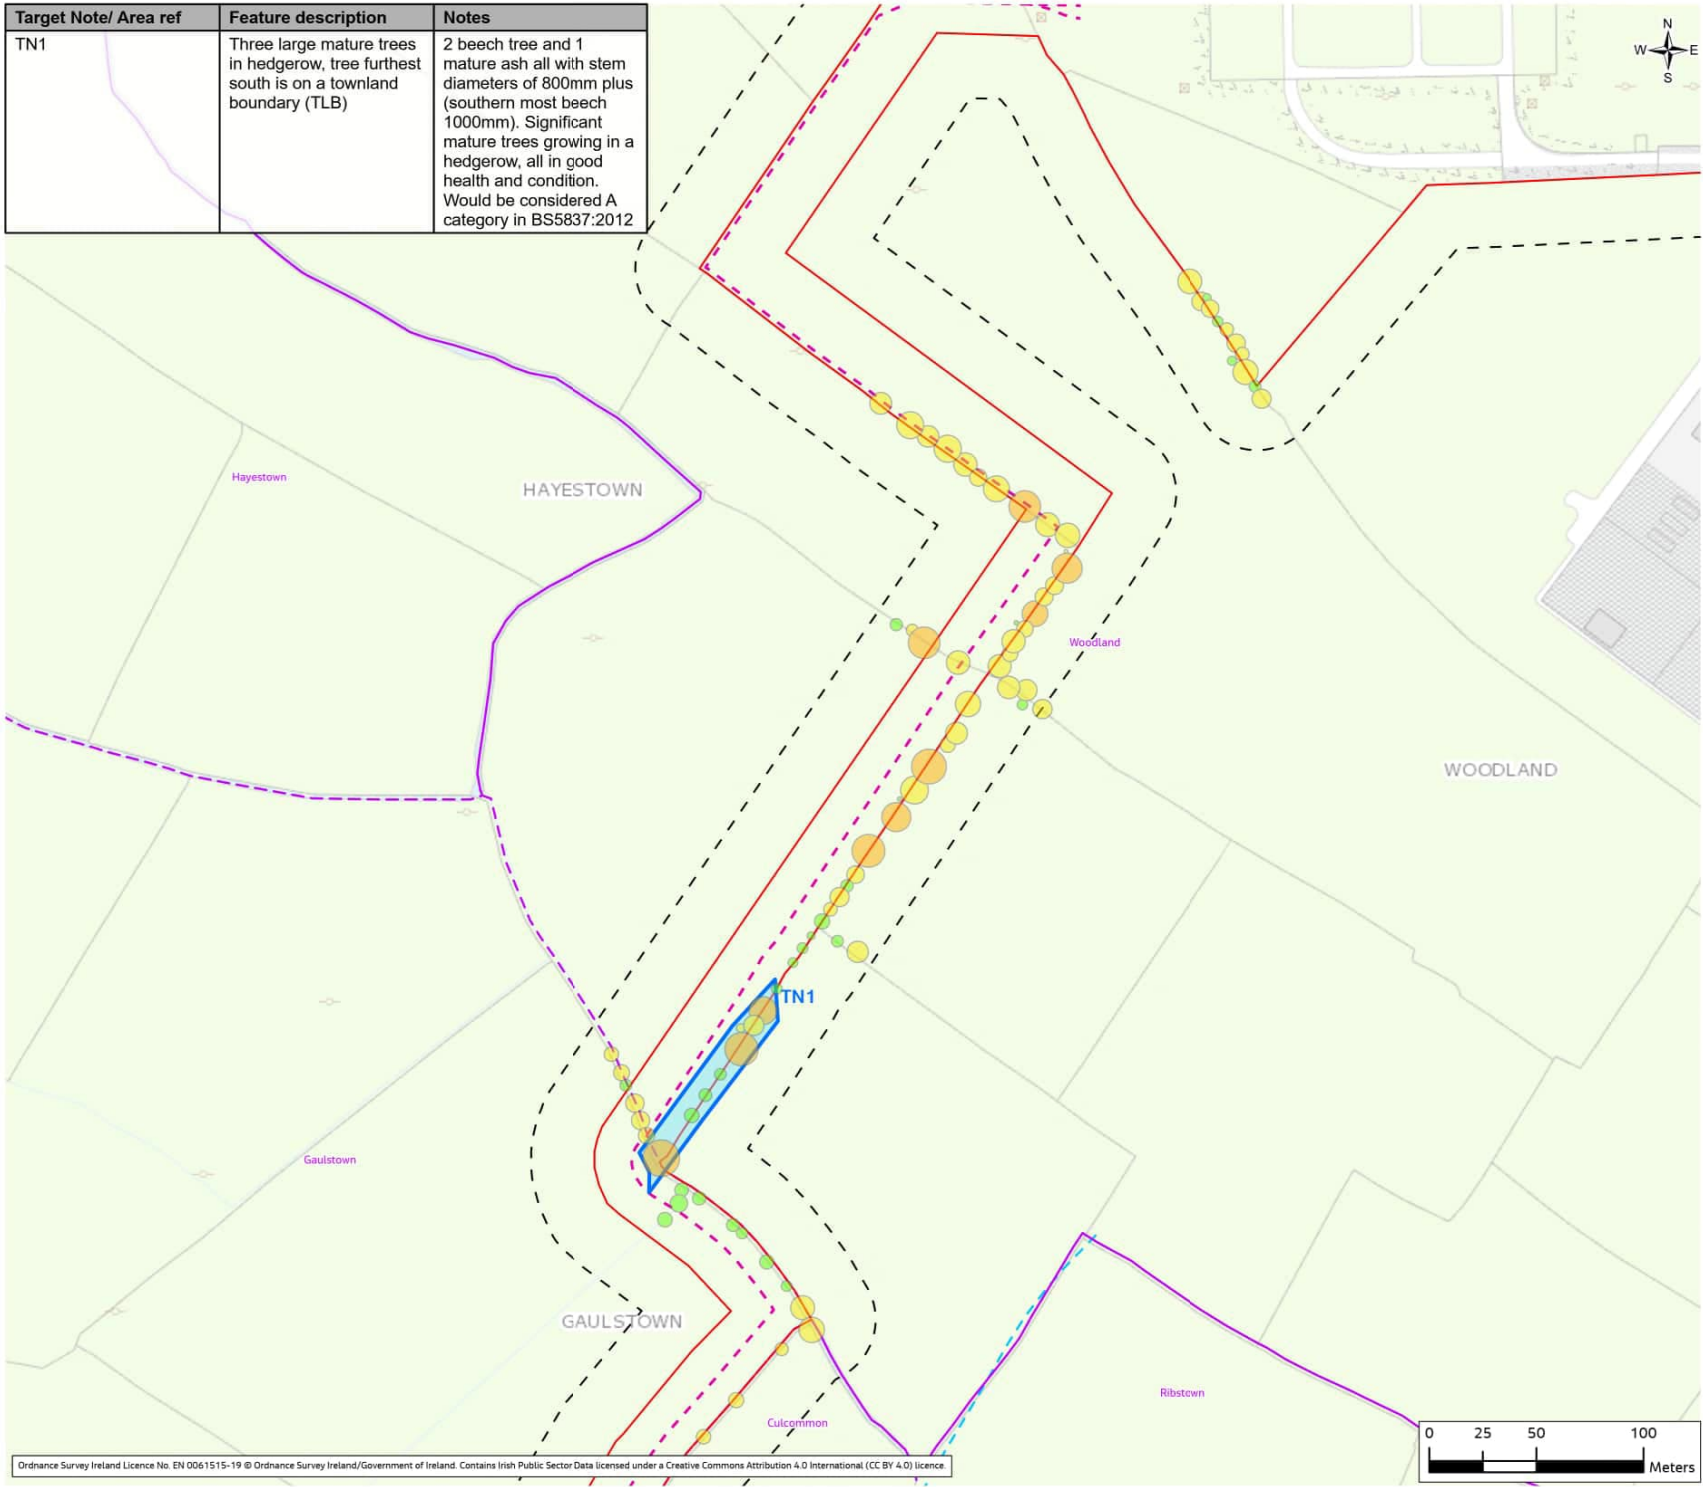 Target Note/ Area ref
Feature description
Notes
TN1
Three large mature trees
in hedgerow, tree furthest
south is on a townland
boundary (TLB)
2 beech tree and 1
mature ash all with stem
diameters of 800mm plus
(southern most beech
1000mm). Significant
mature trees growing in a
hedgerow, all in good
health and condition.
Would be considered A
category in BS5837:2012
N
W E
S
Hayestown
HAYESTOWN
Woodland
WOODLAND
TN1
Gaulstown
GAULSTOWN
Ribstown
Culcommon
0 25 50 100
Meters
Ordnance Survey Ireland Licence No. EN 0061515-19 © Ordnance Survey Ireland/Government of Ireland. Contains Irish Public Sector Data licensed under a Creative Commons Attribution 4.0 International (CC BY 4.0) licence.